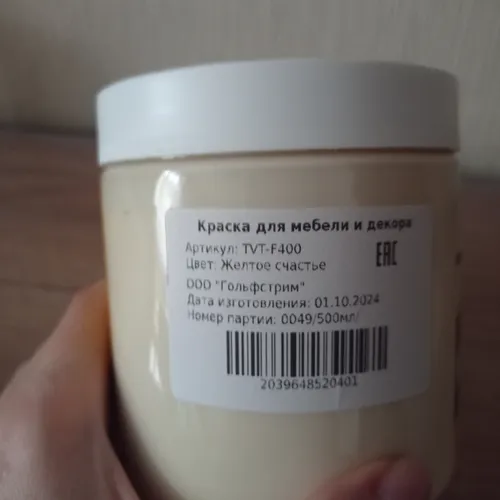 Краска для мебели и декора
Артикул: TVT-F400
Цвет: Желтое счастье
EAC
ООО "Гольфстрим"
Дата изготовления: 01.10.2024
Номер партии: 0049/500мл/
2039648520401